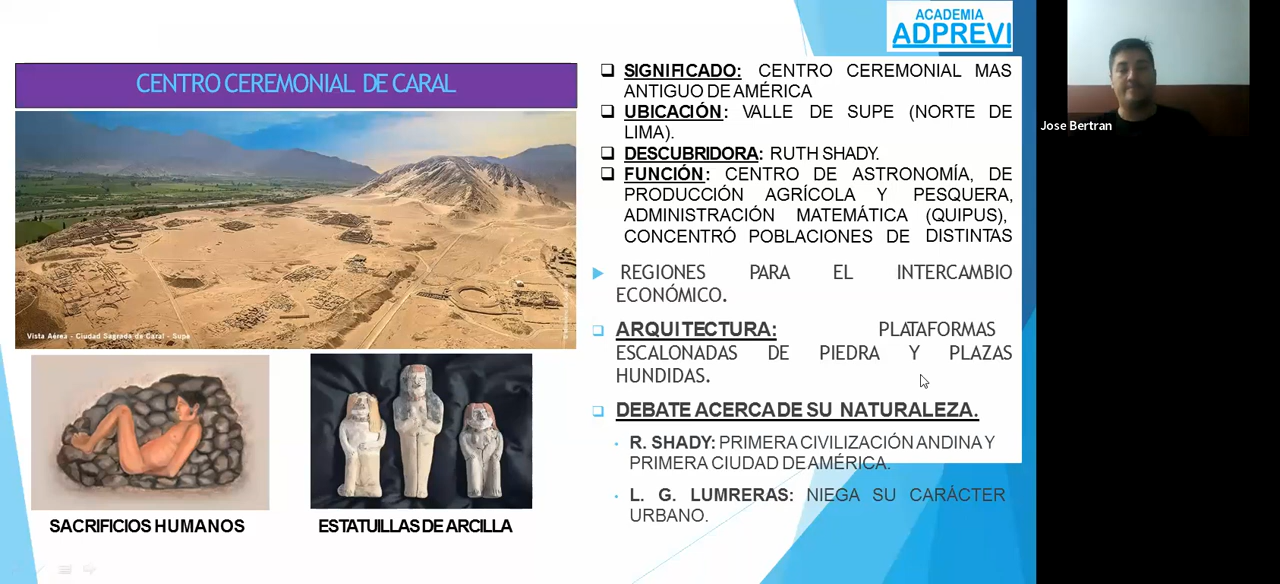 ACADEMIA
ADPREVI
CENTRO CEREMONIAL DE CARAL
Vista Aérea - Ciudad Sagrada de Caral - Supe
SACRIFICIOS HUMANOS
ESTATUILLAS DE ARCILLA
SIGNIFICADO: CENTRO CEREMONIAL MAS
ANTIGUO DE AMÉRICA
UBICACIÓN: VALLE DE SUPE (NORTE DE
LIMA).
DESCUBRIDORA: RUTH SHADY.
FUNCIÓN: CENTRO DE ASTRONOMÍA, DE
PRODUCCIÓN AGRÍCOLA Y PESQUERA,
ADMINISTRACIÓN MATEMÁTICA (QUIPUS),
CONCENTRÓ POBLACIONES DE DISTINTAS
REGIONES PARA EL INTERCAMBIO
ECONÓMICO.
ARQUITECTURA: PLATAFORMAS
ESCALONADAS DE PIEDRA Y PLAZAS
HUNDIDAS.
DEBATE ACERCA DE SU NATURALEZA.
R. SHADY: PRIMERA CIVILIZACIÓN ANDINA Y
PRIMERA CIUDAD DE AMÉRICA.
L. G. LUMRERAS: NIEGA SU CARÁCTER
URBANO.
Jose Bertran